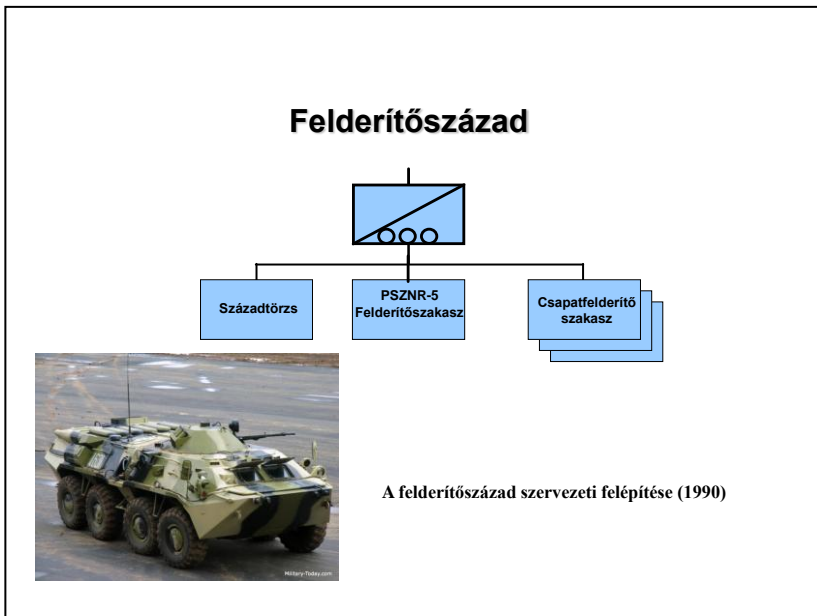 Felderítőszázad
Századtörzs
PSZNR-5
Felderítőszakasz
Csapatfelderítő
szakasz
A felderítőszázad szervezeti felépítése (1990)
Military-Today.com